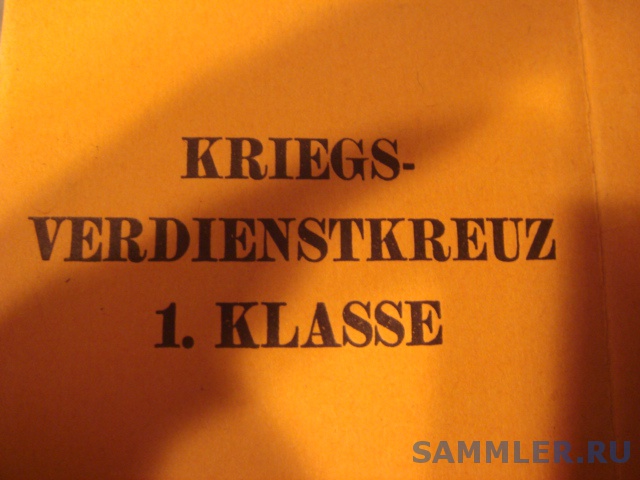 KRIEGS-
VERDIENSTKREUZ
1. KLASSE
SAMMLER.RU